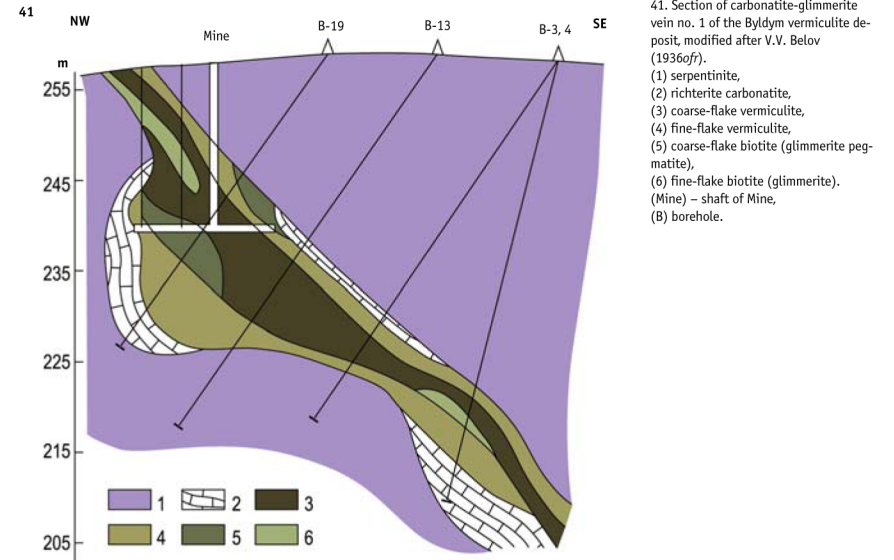 41
NW
Mine
B-19
B-13
B-3, 4
SE
m
255
245
235
225
215
205
1
2
3
4
5
6
41. Section of carbonatite-glimmerite
vein no. 1 of the Byldym vermiculite de-
posit, modified after V.V. Belov
(1936ofr).
(1) serpentinite,
(2) richterite carbonatite,
(3) coarse-flake vermiculite,
(4) fine-flake vermiculite,
(5) coarse-flake biotite (glimmerite peg-
matite),
(6) fine-flake biotite (glimmerite).
(Mine) – shaft of Mine,
(B) borehole.